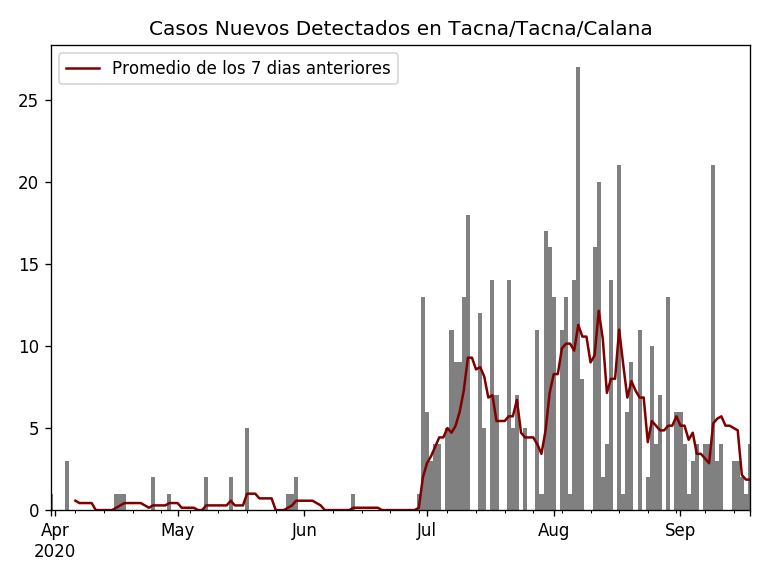 Casos Nuevos Detectados en Tacna/Tacna/Calana
Promedio de los 7 dias anteriores
25
20
15
10
5
0
Apr May Jun Jul Aug Sep
2020